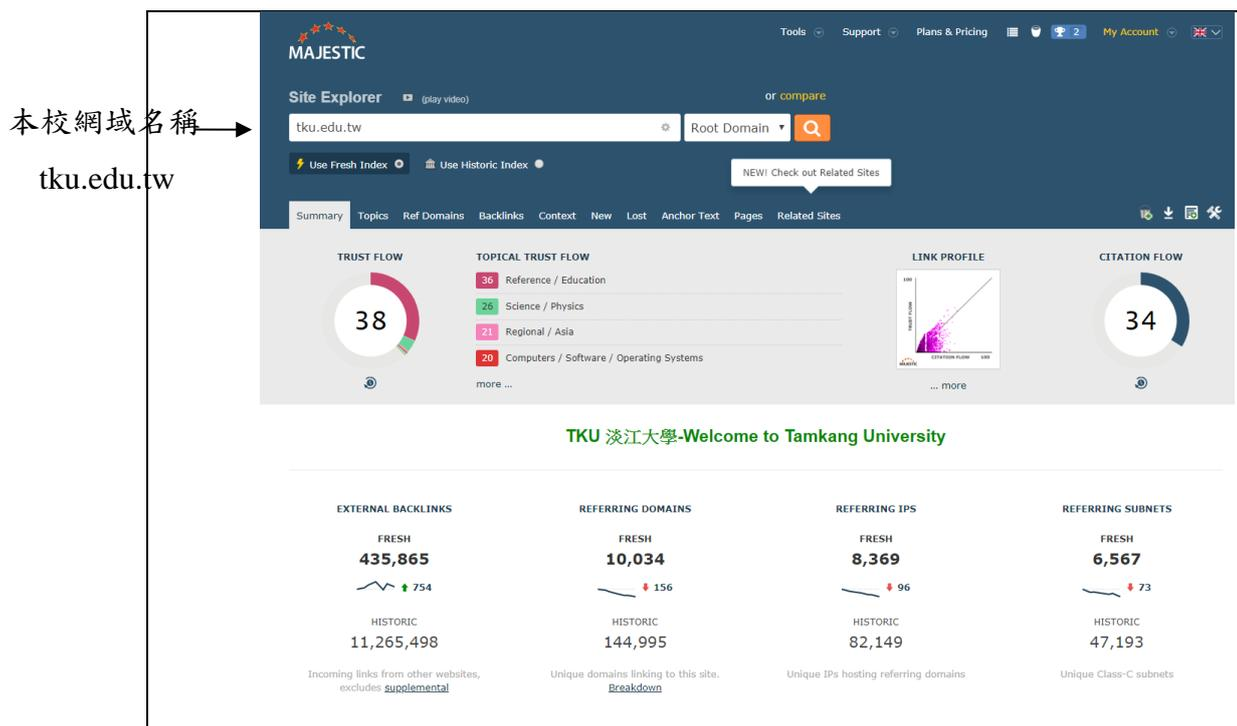 本校網域名稱
tku.edu.tw
MAJESTIC
Tools Support Plans & Pricing 2 My Account
Site Explorer (play video) or compare
tku.edu.tw Root Domain
Use Fresh Index Use Historic Index
NEW! Check out Related Sites
Summary Topics Ref Domains Backlinks Context New Lost Anchor Text Pages Related Sites
TRUST FLOW TOPICAL TRUST FLOW LINK PROFILE CITATION FLOW
38
36 Reference / Education
26 Science / Physics
21 Regional / Asia
20 Computers / Software / Operating Systems
more ...
100
TRUST FLOW
CITATION FLOW 100
MAJESTIC
... more
34
TKU 淡江大學-Welcome to Tamkang University
EXTERNAL BACKLINKS REFERRING DOMAINS REFERRING IPS REFERRING SUBNETS
FRESH FRESH FRESH FRESH
435,865 10,034 8,369 6,567
754 156 96 73
HISTORIC HISTORIC HISTORIC HISTORIC
11,265,498 144,995 82,149 47,193
Incoming links from other websites, Unique domains linking to this site. Unique IPs hosting referring domains Unique Class-C subnets
excludes supplemental Breakdown